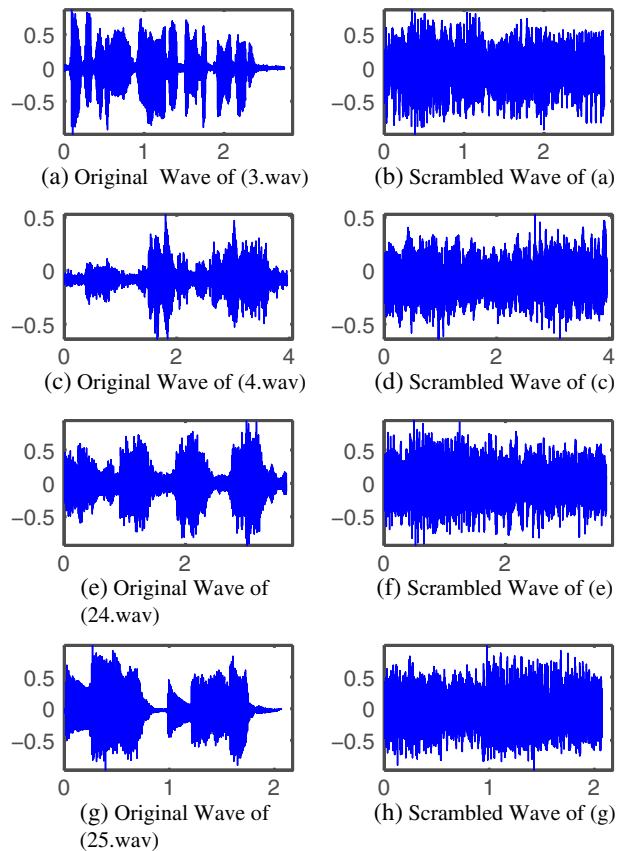 0.5
0
−0.5
0 1 2
(a) Original Wave of (3.wav)
0.5
0
−0.5
0 1 2
(b) Scrambled Wave of (a)
0.5
0
−0.5
0 2 4
(c) Original Wave of (4.wav)
0.5
0
−0.5
0 2 4
(d) Scrambled Wave of (c)
0.5
0
−0.5
0 2
(e) Original Wave of
(24.wav)
0.5
0
−0.5
0 2
(f) Scrambled Wave of (e)
0.5
0
−0.5
0 1 2
(g) Original Wave of
(25.wav)
0.5
0
−0.5
0 1 2
(h) Scrambled Wave of (g)